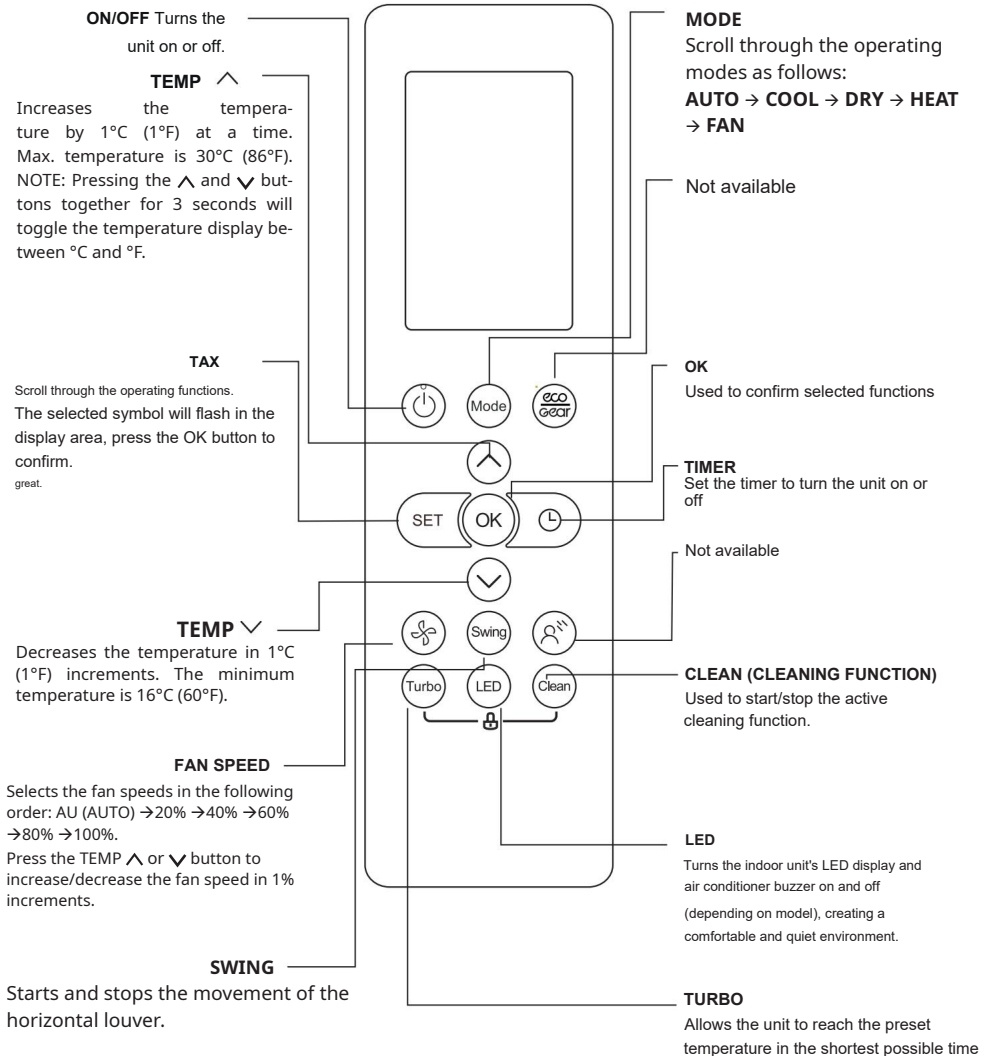 ON/OFF Turns the
unit on or off.
TEMP
Increases the tempera-
ture by 1°C (1°F) at a time.
Max. temperature is 30°C (86°F).
NOTE: Pressing the ∧ and ∨ but-
tons together for 3 seconds will
toggle the temperature display be-
tween °C and °F.
TAX
Scroll through the operating functions.
The selected symbol will flash in the
display area, press the OK button to
confirm.
great.
TEMP
Decreases the temperature in 1°C
(1°F) increments. The minimum
temperature is 16°C (60°F).
FAN SPEED
Selects the fan speeds in the following
order: AU (AUTO) →20% →40% →60%
→80% →100%.
Press the TEMP ∧ or ∨ button to
increase/decrease the fan speed in 1%
increments.
SWING
Starts and stops the movement of the
horizontal louver.
Mode
eco
Gear
SET
OK
Swing
Turbo
LED
Clean
MODE
Scroll through the operating
modes as follows:
AUTO → COOL → DRY → HEAT
→ FAN
Not available
OK
Used to confirm selected functions
TIMER
Set the timer to turn the unit on or
off
Not available
CLEAN (CLEANING FUNCTION)
Used to start/stop the active
cleaning function.
LED
Turns the indoor unit's LED display and
air conditioner buzzer on and off
(depending on model), creating a
comfortable and quiet environment.
TURBO
Allows the unit to reach the preset
temperature in the shortest possible time